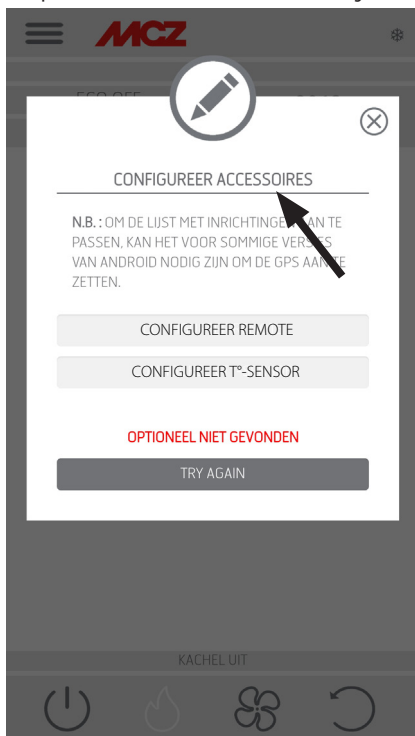 MCZ
CONFIGUREER ACCESSOIRES
N.B. : OM DE LIJST MET INRICHTINGEN AAN TE
PASSEN, KAN HET VOOR SOMMIGE VERSIES
VAN ANDROID NODIG ZIJN OM DE GPS AAN TE
ZETTEN.
CONFIGUREER REMOTE
CONFIGUREER T°-SENSOR
OPTIONEEL NIET GEVONDEN
TRY AGAIN
KACHEL UIT